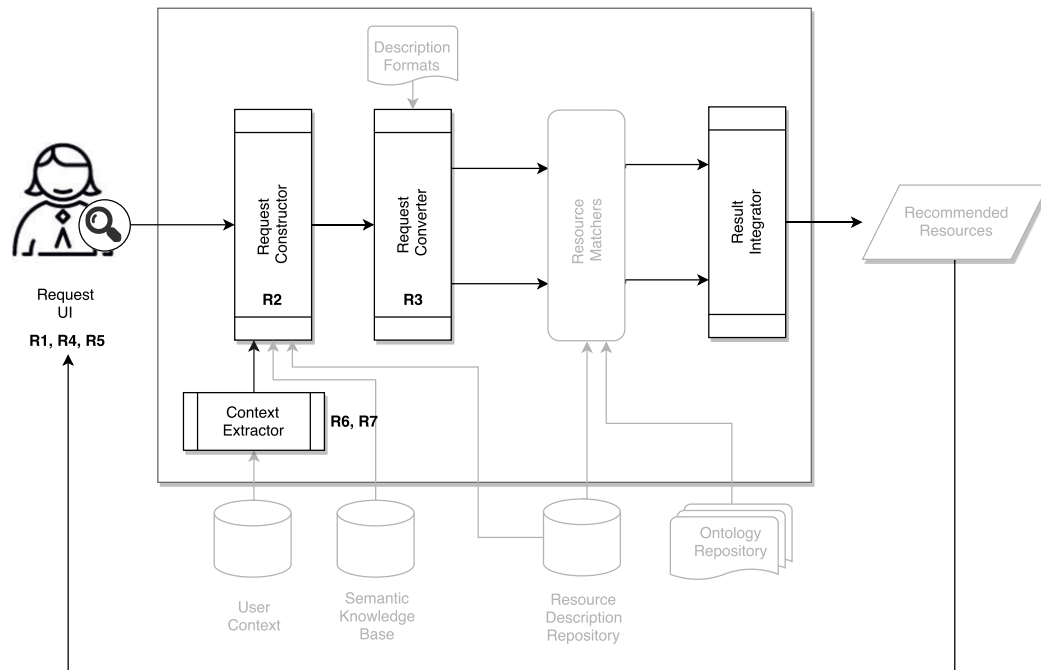 Description
Formats
Request
Constructor
R2
Request
Converter
R3
Resource
Matchers
Result
Integrator
Recommended
Resources
Request
UI
R1, R4, R5
Context
Extractor
R6, R7
Ontology
Repository
User
Context
Semantic
Knowledge
Base
Resource
Description
Repository